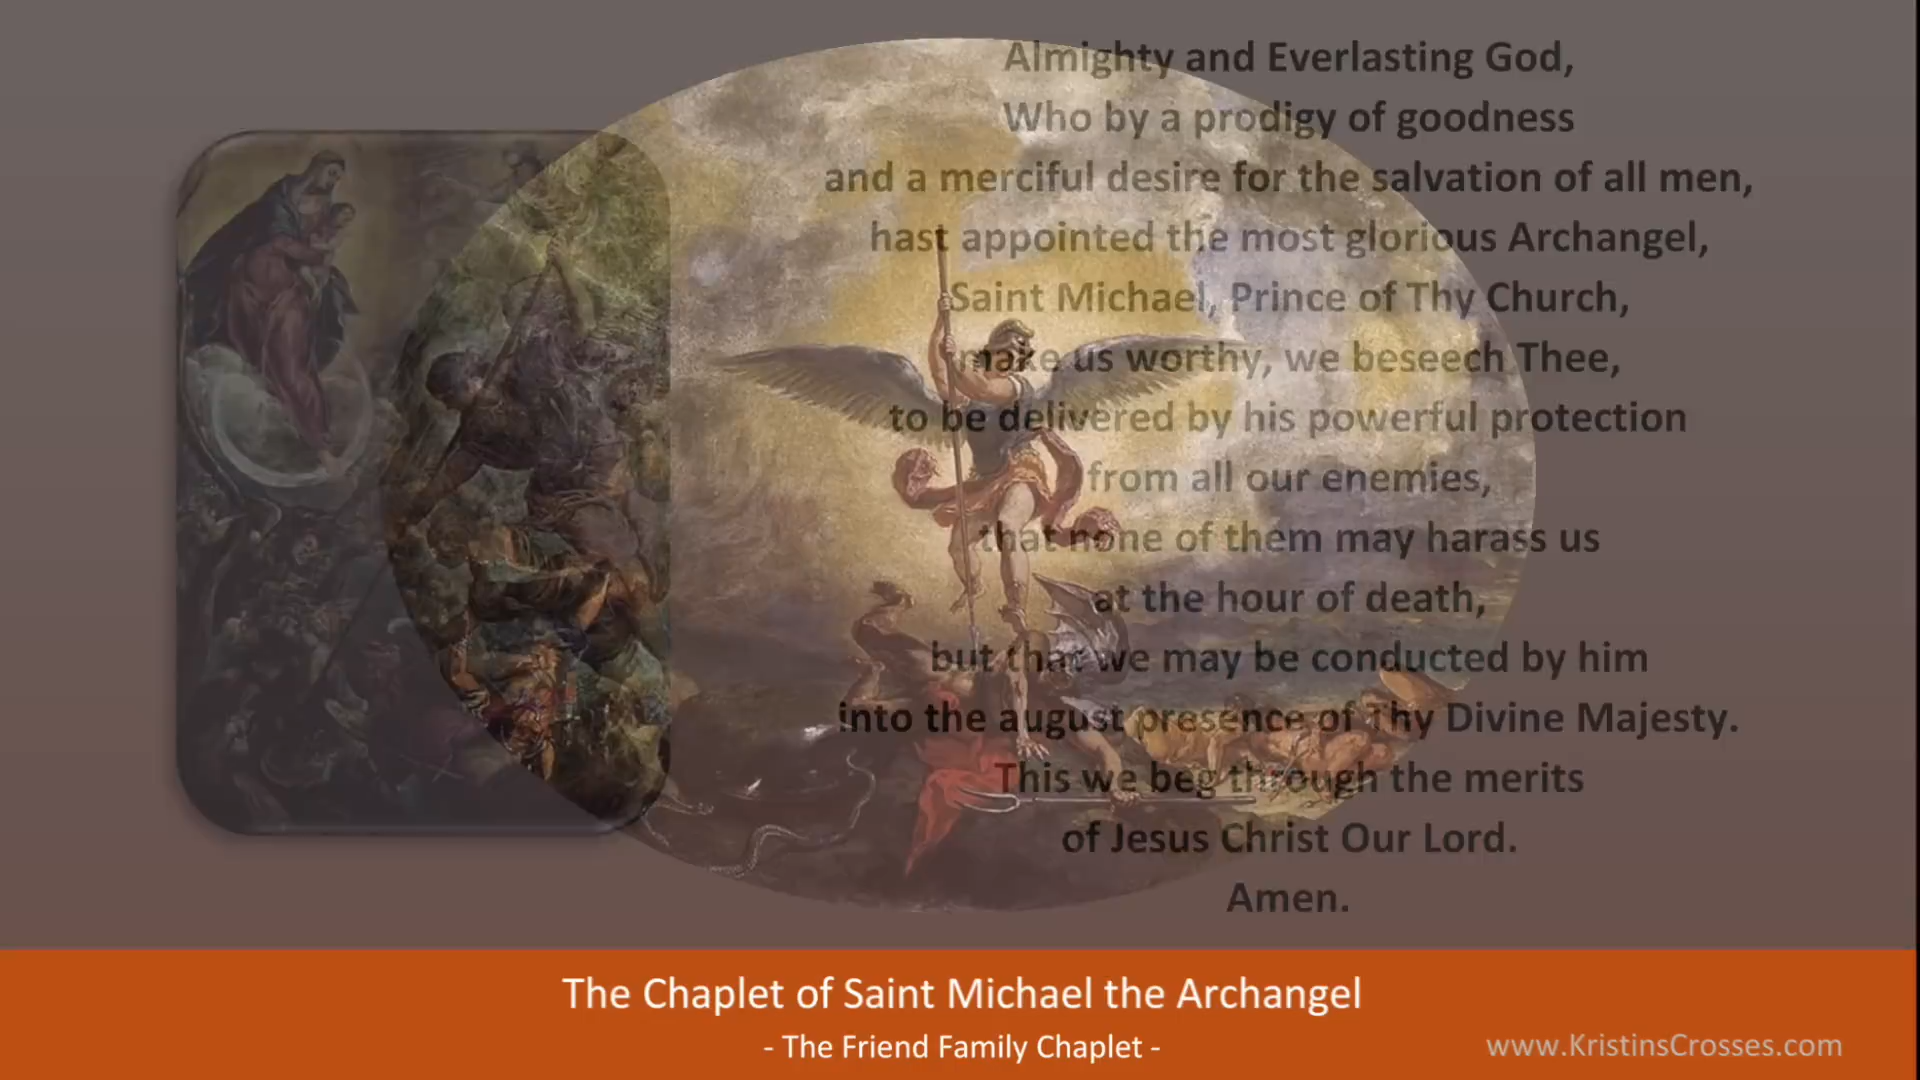 Almighty and Everlasting God,
Who by a prodigy of goodness
and a merciful desire for the salvation of all men,
hast appointed the most glorious Archangel,
Saint Michael, Prince of Thy Church,
make us worthy, we beseech Thee,
to be delivered by his powerful protection
from all our enemies,
that none of them may harass us
at the hour of death,
but that we may be conducted by him
into the august presence of Thy Divine Majesty.
This we beg through the merits
of Jesus Christ Our Lord.
Amen.
The Chaplet of Saint Michael the Archangel
- The Friend Family Chaplet -
www.KristinsCrosses.com